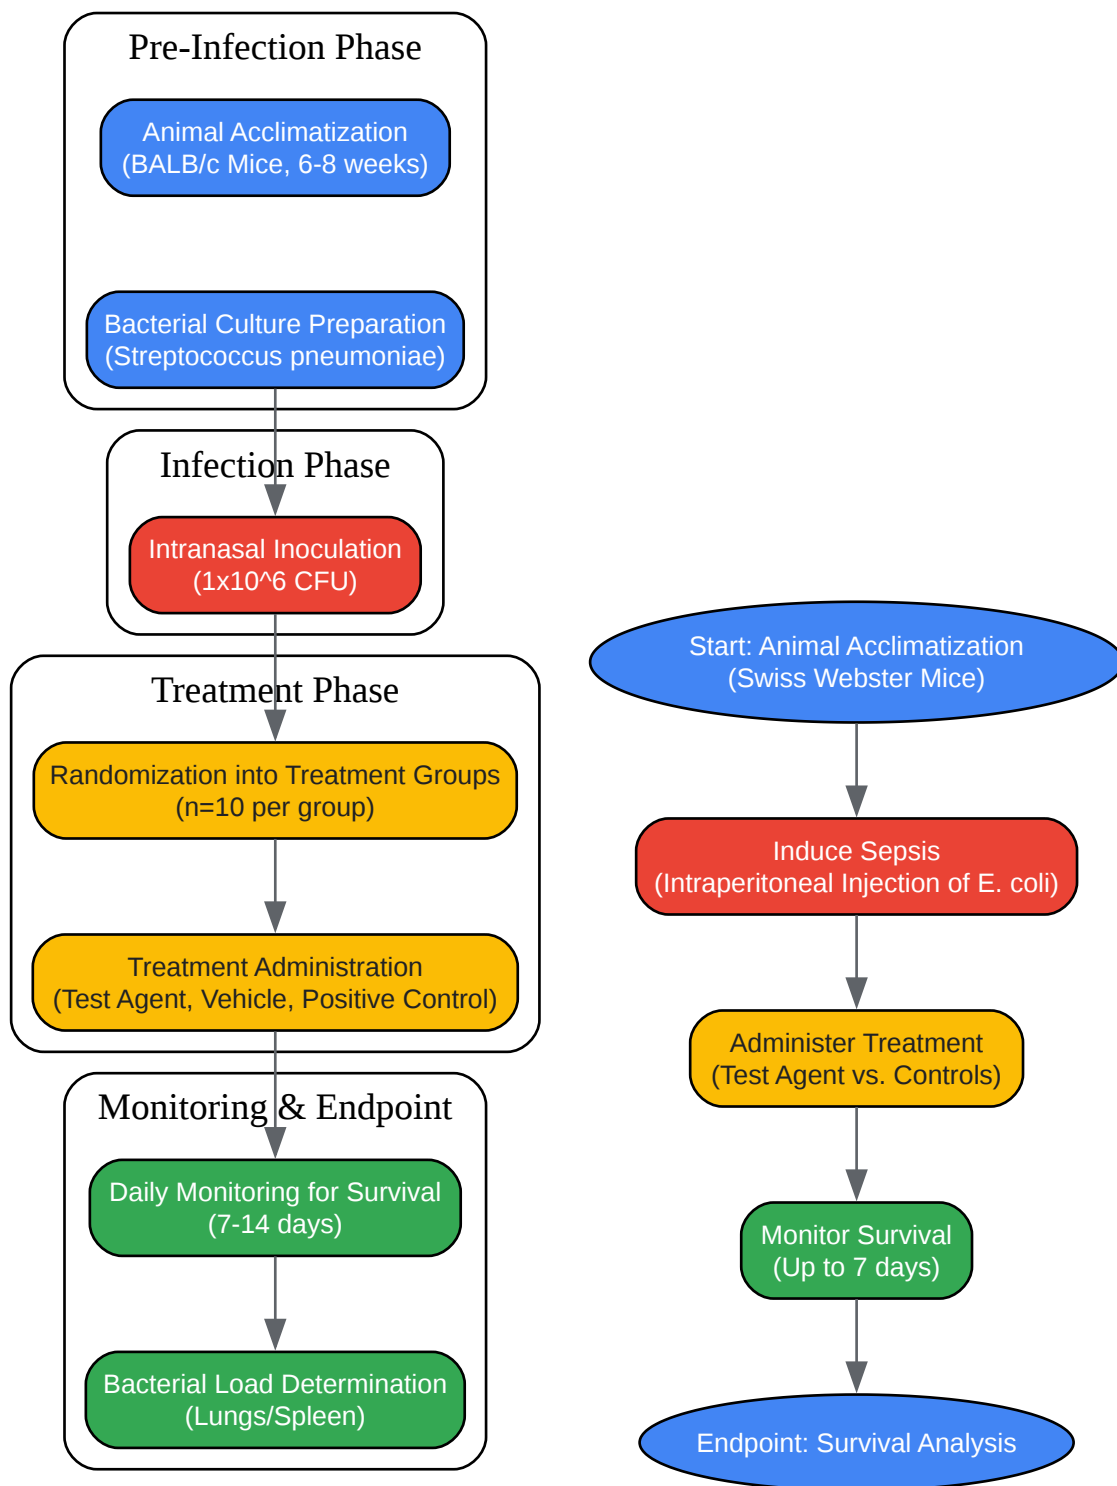 Pre-Infection Phase
Animal Acclimatization
(BALB/c Mice, 6-8 weeks)
Bacterial Culture Preparation
(Streptococcus pneumoniae)
Infection Phase
Intranasal Inoculation
(1x10^6 CFU)
Treatment Phase
Randomization into Treatment Groups
(n=10 per group)
Treatment Administration
(Test Agent, Vehicle, Positive Control)
Monitoring & Endpoint
Daily Monitoring for Survival
(7-14 days)
Bacterial Load Determination
(Lungs/Spleen)
Start: Animal Acclimatization
(Swiss Webster Mice)
Induce Sepsis
(Intraperitoneal Injection of E. coli)
Administer Treatment
(Test Agent vs. Controls)
Monitor Survival
(Up to 7 days)
Endpoint: Survival Analysis